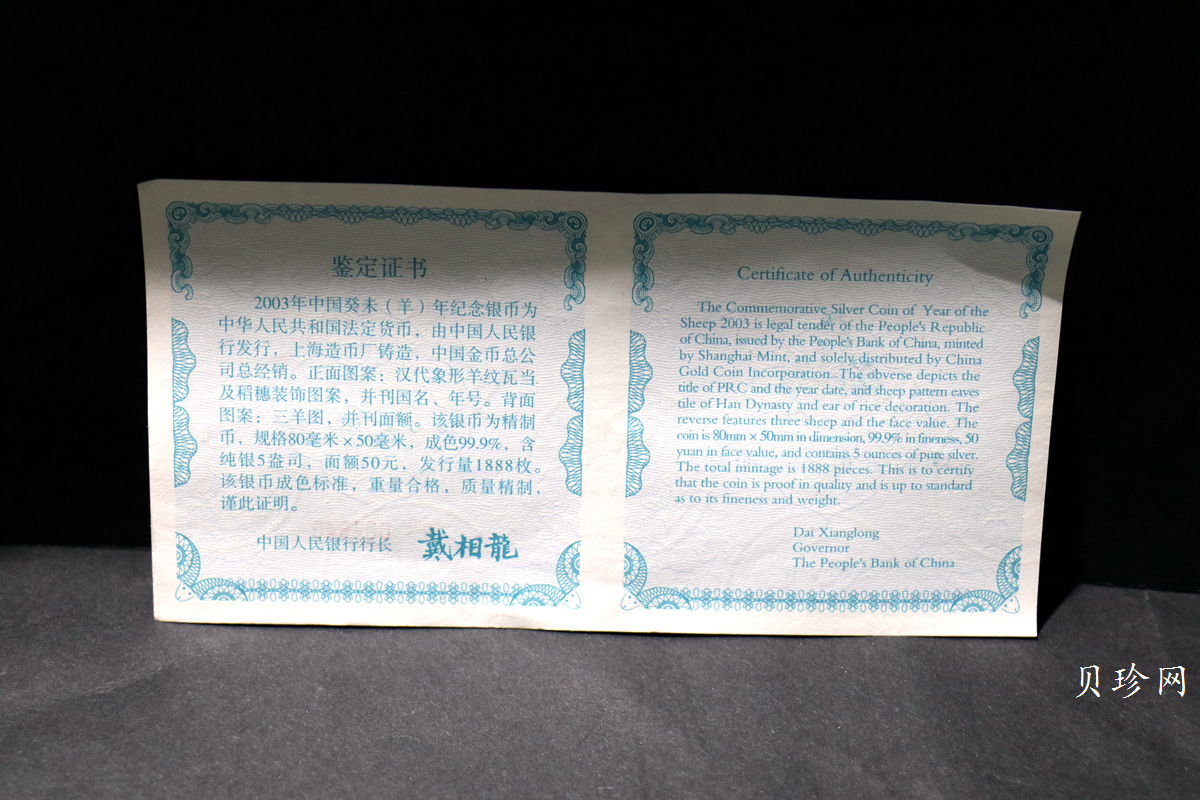 鉴定证书
2003年中国癸未(羊)年纪念银币为
中华人民共和国法定货币，由中国人民银
行发行，上海造币厂铸造，中国金币总公
司总经销。正面图案：汉代象形羊纹瓦当
及稻穗装饰图案，并刊国名、年号。背面
图案：三羊图，并刊面额。该银币为精制
币，规格80毫米×50毫米，成色99.9%，含
纯银5盎司，面额50元，发行量1888枚。
该银币成色标准，重量合格，质量精制，
谨此证明。
中国人民银行行长 戴相龍
Certificate of Authenticity
The Commemorative Silver Coin of Year of the
Sheep 2003 is legal tender of the People's Republic
of China, issued by the People's Bank of China, minted
by Shanghai Mint, and solely distributed by China
Gold Coin Incorporation. The obverse depicts the
title of PRC and the year date, and sheep pattern eaves
tile of Han Dynasty and ear of rice decoration. The
reverse features three sheep and the face value. The
coin is 80mm × 50mm in dimension, 99.9% in fineness, 50
yuan in face value, and contains 5 ounces of pure silver.
The total mintage is 1888 pieces. This is to certify
that the coin is proof in quality and is up to standard
as to its fineness and weight.
Dai Xianglong
Governor
The People's Bank of China
贝珍网